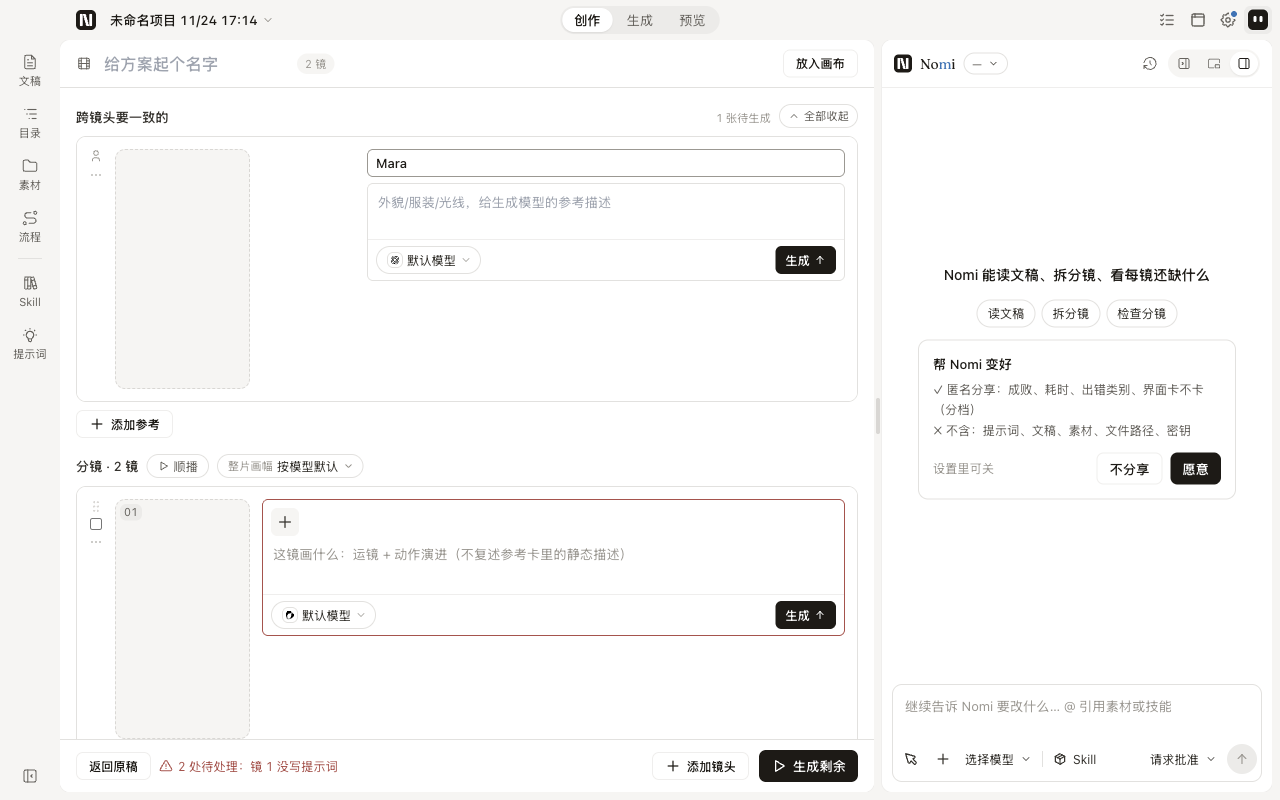 未命名项目 11/24 17:14
创作
生成
预览
文稿
目录
素材
流程
Skill
提示词
给方案起个名字
2 镜
放入画布
跨镜头要一致的
1 张待生成
全部收起
Mara
外貌/服装/光线，给生成模型的参考描述
默认模型
生成 ↑
添加参考
分镜 · 2 镜
顺播
整片画幅 按模型默认
01
这镜画什么：运镜 + 动作演进（不复述参考卡里的静态描述）
默认模型
生成 ↑
返回原稿
2 处待处理：镜 1 没写提示词
添加镜头
生成剩余
Nomi
—
Nomi 能读文稿、拆分镜、看每镜还缺什么
读文稿
拆分镜
检查分镜
帮 Nomi 变好
✓ 匿名分享：成败、耗时、出错类别、界面卡不卡
（分档）
✕ 不含：提示词、文稿、素材、文件路径、密钥
设置里可关
不分享
愿意
继续告诉 Nomi 要改什么… @ 引用素材或技能
选择模型
Skill
请求批准